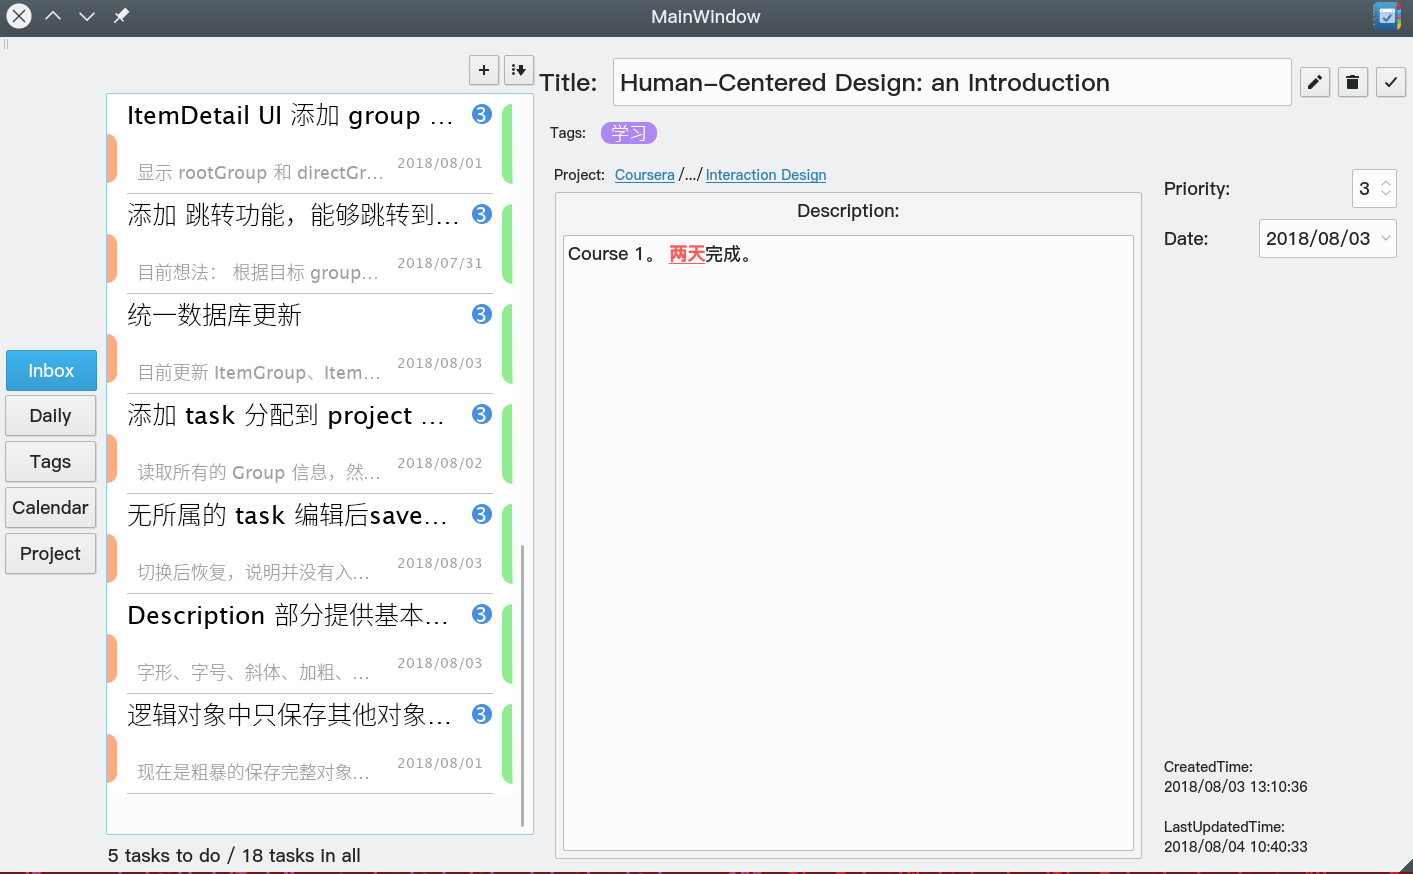 MainWindow
Title: Human-Centered Design: an Introduction
Tags: 学习
Project: Coursera /.../ Interaction Design
Description:
Course 1。 两天完成。
Priority: 3
Date: 2018/08/03
CreatedTime:
2018/08/03 13:10:36
LastUpdatedTime:
2018/08/04 10:40:33
Inbox
Daily
Tags
Calendar
Project
ItemDetail UI 添加 group ... 3
显示 rootGroup 和 directGr... 2018/08/01
添加 跳转功能，能够跳转到... 3
目前想法： 根据目标 group... 2018/07/31
统一数据库更新 3
目前更新 ItemGroup、Item... 2018/08/03
添加 task 分配到 project ... 3
读取所有的 Group 信息，然... 2018/08/02
无所属的 task 编辑后save... 3
切换后恢复，说明并没有入... 2018/08/03
Description 部分提供基本... 3
字形、字号、斜体、加粗、... 2018/08/03
逻辑对象中只保存其他对象... 3
现在是粗暴的保存完整对象... 2018/08/01
5 tasks to do / 18 tasks in all